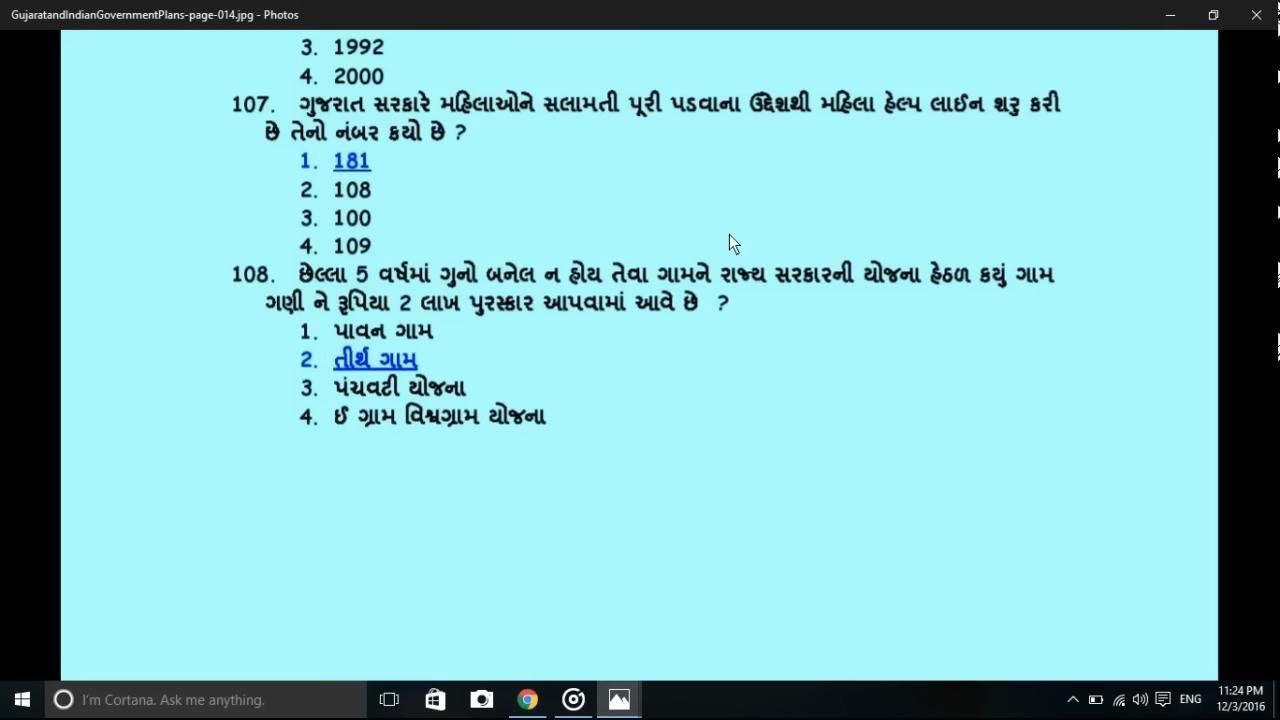 GujaratandIndianGovernmentPlans-page-014.jpg - Photos
3. 1992
4. 2000
107. ગુજરાત સરકારે મહિલાઓને સલામતી પૂરી પડવાના ઉદ્દેશથી મહિલા હેલ્પ લાઈન શરુ કરી
છે તેનો નંબર કયો છે ?
1. 181
2. 108
3. 100
4. 109
108. છેલ્લા 5 વર્ષમાં ગુનો બનેલ ન હોય તેવા ગામને રાજ્ય સરકારની યોજના હેઠળ કયું ગામ
ગણી ને રૂપિયા 2 લાખ પુરસ્કાર આપવામાં આવે છે ?
1. પાવન ગામ
2. તીર્થ ગામ
3. પંચવટી યોજના
4. ઈ ગ્રામ વિશ્વગ્રામ યોજના
I'm Cortana. Ask me anything.
ENG
11:24 PM
12/3/2016